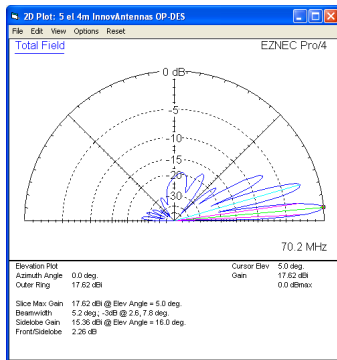 2D Plot: 5 el 4m InnovAntennas OP-DES
File Edit View Options Reset
Total Field
EZNEC Pro/4
0 dB
-5
-10
-15
-20
-30
70.2 MHz
Elevation Plot
Azimuth Angle 0.0 deg.
Outer Ring 17.62 dBi
Cursor Elev 5.0 deg.
Gain 17.62 dBi
0.0 dBmax
Slice Max Gain 17.62 dBi @ Elev Angle = 5.0 deg.
Beamwidth 5.2 deg.; -3dB @ 2.6, 7.8 deg.
Sidelobe Gain 15.36 dBi @ Elev Angle = 16.0 deg.
Front/Sidelobe 2.26 dB